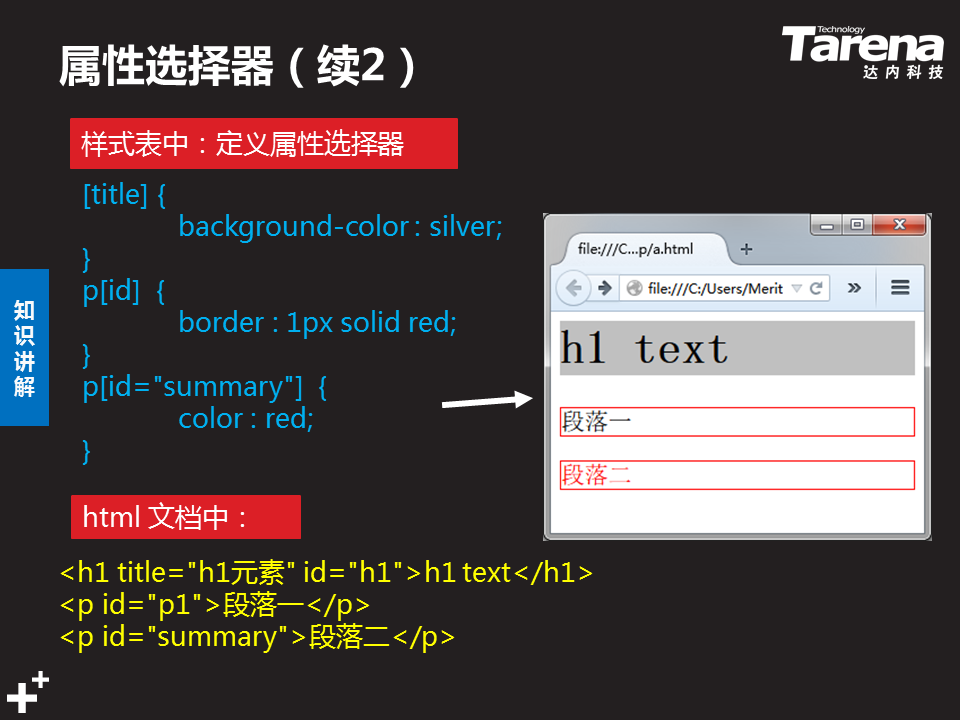 属性选择器（续2）
Technology
Tarena
达内科技
样式表中：定义属性选择器
[title] {
background-color : silver;
}
p[id] {
border : 1px solid red;
}
p[id="summary"] {
color : red;
}
知识讲解
file:///C...p/a.html
file:///C:/Users/Merit
h1 text
段落一
段落二
html 文档中：
<h1 title="h1元素" id="h1">h1 text</h1>
<p id="p1">段落一</p>
<p id="summary">段落二</p>